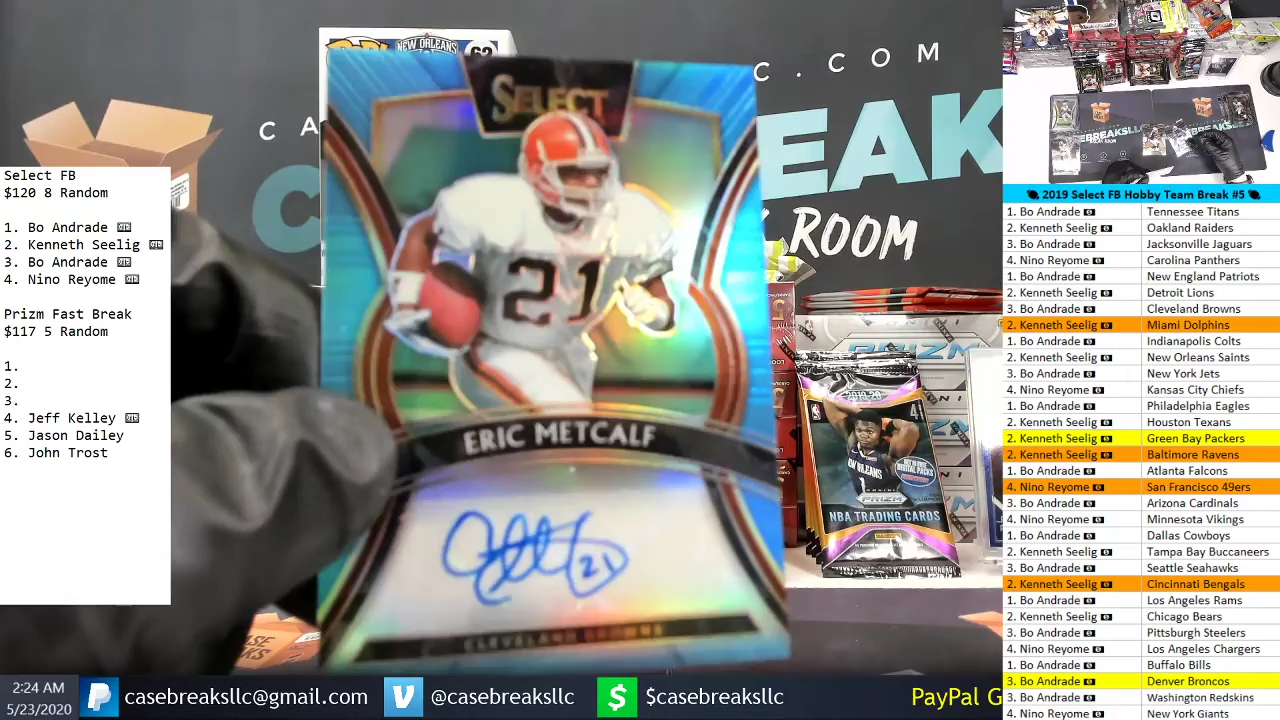 Select FB
$120 8 Random
1. Bo Andrade
2. Kenneth Seelig
3. Bo Andrade
4. Nino Reyome
Prizm Fast Break
$117 5 Random
1.
2.
3.
4. Jeff Kelley
5. Jason Dailey
6. John Trost
NEW ORLEANS
62
C.COM
CA
C
EAK
ROOM
SELECT
21
ERIC METCALF
21
CLEVELAND BROWNS
PRIZM
2019-20
NBA
4
ORLEANS
PRIZM
NBA TRADING CARDS
2019 Select FB Hobby Team Break #5
1. Bo Andrade Tennessee Titans
2. Kenneth Seelig Oakland Raiders
3. Bo Andrade Jacksonville Jaguars
4. Nino Reyome Carolina Panthers
1. Bo Andrade New England Patriots
2. Kenneth Seelig Detroit Lions
3. Bo Andrade Cleveland Browns
2. Kenneth Seelig Miami Dolphins
1. Bo Andrade Indianapolis Colts
2. Kenneth Seelig New Orleans Saints
3. Bo Andrade New York Jets
4. Nino Reyome Kansas City Chiefs
1. Bo Andrade Philadelphia Eagles
2. Kenneth Seelig Houston Texans
2. Kenneth Seelig Green Bay Packers
2. Kenneth Seelig Baltimore Ravens
1. Bo Andrade Atlanta Falcons
4. Nino Reyome San Francisco 49ers
3. Bo Andrade Arizona Cardinals
4. Nino Reyome Minnesota Vikings
1. Bo Andrade Dallas Cowboys
2. Kenneth Seelig Tampa Bay Buccaneers
3. Bo Andrade Seattle Seahawks
2. Kenneth Seelig Cincinnati Bengals
1. Bo Andrade Los Angeles Rams
2. Kenneth Seelig Chicago Bears
3. Bo Andrade Pittsburgh Steelers
4. Nino Reyome Los Angeles Chargers
1. Bo Andrade Buffalo Bills
3. Bo Andrade Denver Broncos
3. Bo Andrade Washington Redskins
4. Nino Reyome New York Giants
2:24 AM
5/23/2020
casebreaksllc@gmail.com
@casebreaksllc
$casebreaksllc
PayPal G